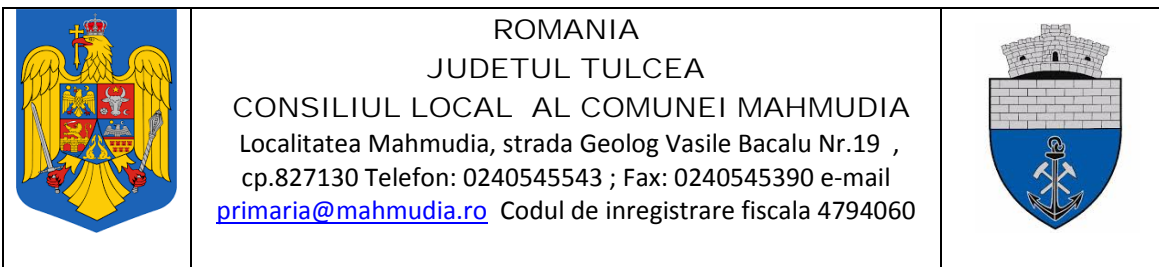 ROMANIA
JUDETUL TULCEA
CONSILIUL LOCAL AL COMUNEI MAHMUDIA
Localitatea Mahmudia, strada Geolog Vasile Bacalu Nr.19 ,
cp.827130 Telefon: 0240545543 ; Fax: 0240545390 e-mail
primaria@mahmudia.ro Codul de inregistrare fiscala 4794060